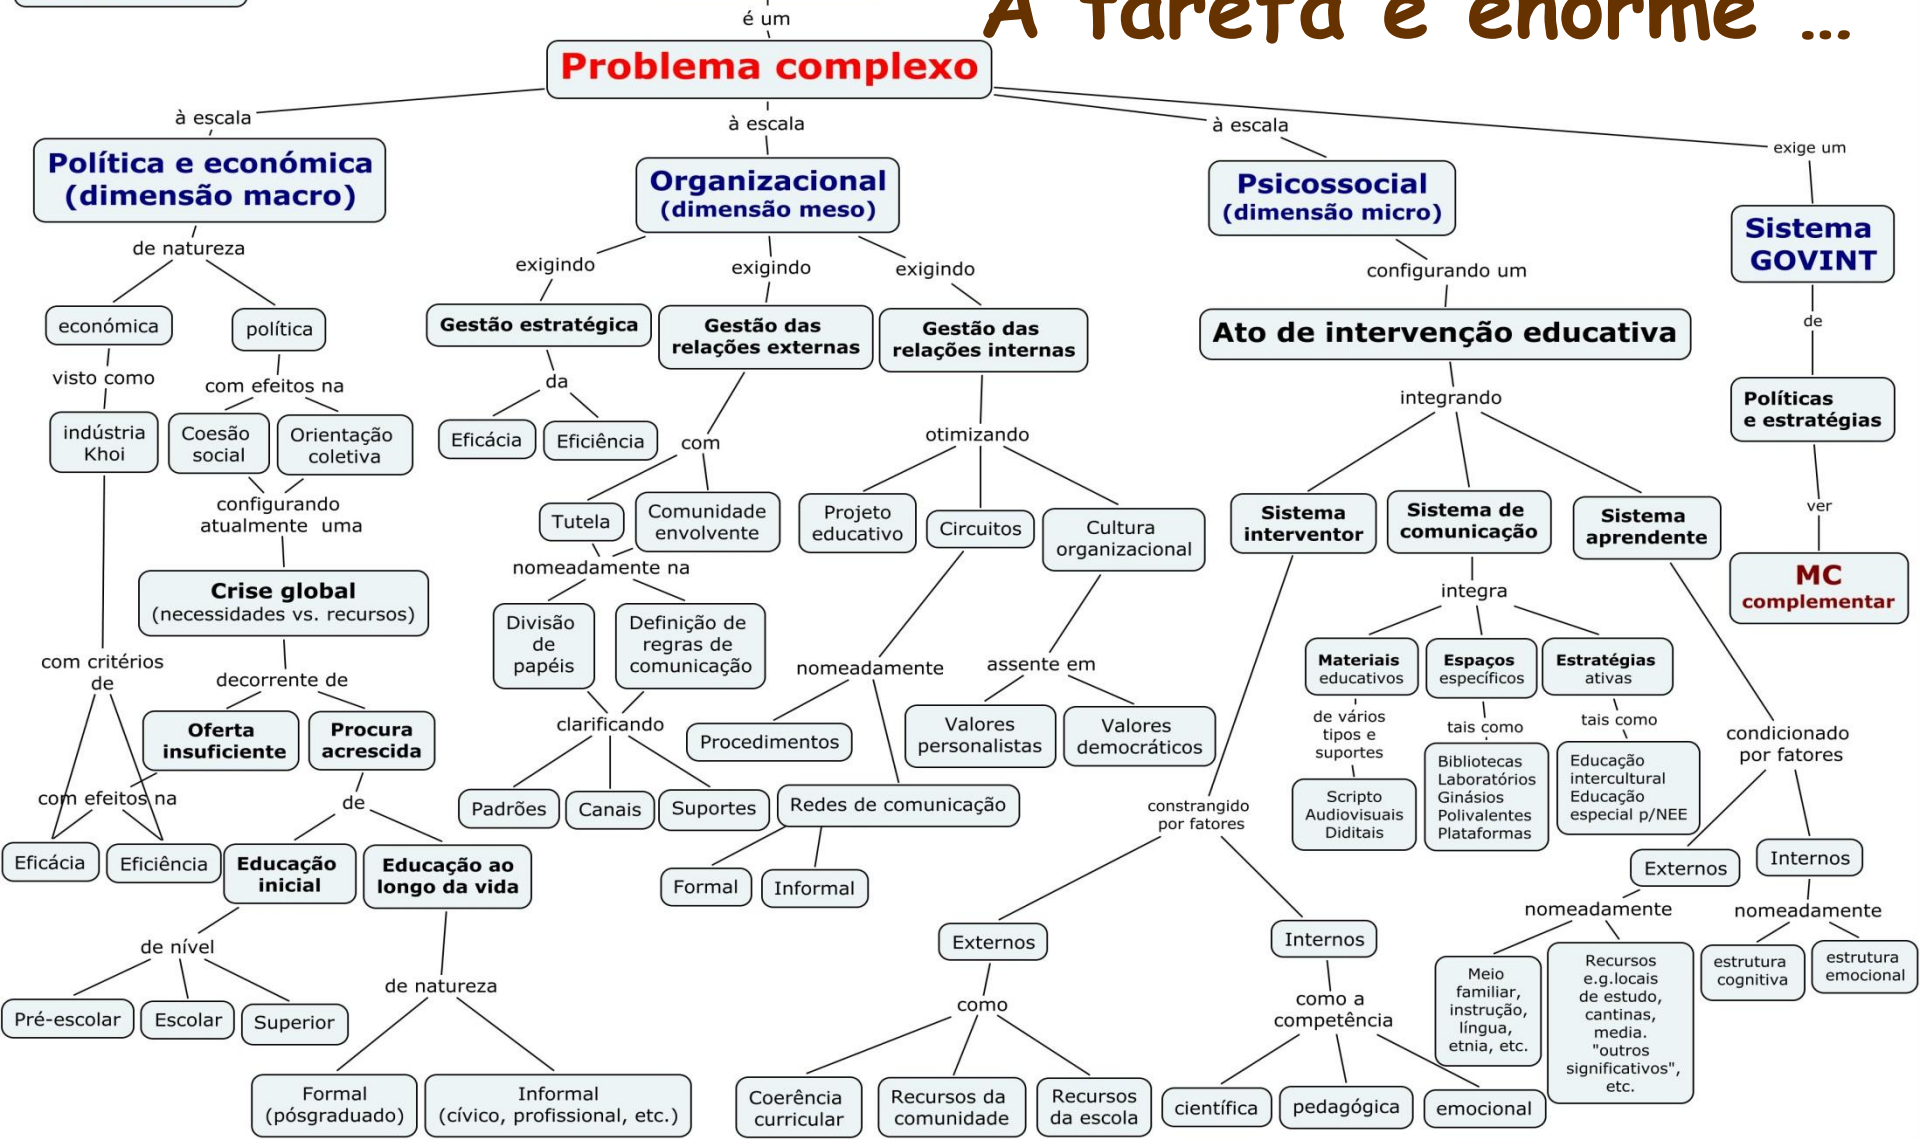 A tarefa é enorme ...
é um
Problema complexo
à escala
à escala
à escala
exige um
Política e económica
(dimensão macro)
Organizacional
(dimensão meso)
Psicossocial
(dimensão micro)
Sistema
GOVINT
de natureza
exigindo
exigindo
exigindo
configurando um
de
económica
política
Gestão estratégica
Gestão das
relações externas
Gestão das
relações internas
Ato de intervenção educativa
visto como
com efeitos na
da
integrando
Políticas
e estratégias
indústria
Khoi
Coesão
social
Orientação
coletiva
Eficácia
Eficiência
com
otimizando
configurando
atualmente uma
Tutela
Comunidade
envolvente
Projeto
educativo
Circuitos
Cultura
organizacional
Sistema
interventor
Sistema de
comunicação
Sistema
aprendente
ver
nomeadamente na
MC
complementar
Crise global
(necessidades vs. recursos)
Divisão
de
papéis
Definição de
regras de
comunicação
integra
com critérios
de
decorrente de
nomeadamente
assente em
Materiais
educativos
Espaços
específicos
Estratégias
ativas
Oferta
insuficiente
Procura
acrescida
clarificando
Procedimentos
Valores
personalistas
Valores
democráticos
de vários
tipos e
suportes
tais como
tais como
condicionado
por fatores
com efeitos na
de
Padrões
Canais
Suportes
Redes de comunicação
constrangido
por fatores
Scripto
Audiovisuais
Diditais
Bibliotecas
Laboratórios
Ginásios
Polivalentes
Plataformas
Educação
intercultural
Educação
especial p/NEE
Eficácia
Eficiência
Educação
inicial
Educação ao
longo da vida
Formal
Informal
Externos
Internos
de nível
Externos
Internos
nomeadamente
nomeadamente
de natureza
como
como a
competência
Meio
familiar,
instrução,
língua,
etnia, etc.
Recursos
e.g.locais
de estudo,
cantinas,
media.
"outros
significativos",
etc.
estrutura
cognitiva
estrutura
emocional
Pré-escolar
Escolar
Superior
Formal
(pósgraduado)
Informal
(cívico, profissional, etc.)
Coerência
curricular
Recursos da
comunidade
Recursos
da escola
científica
pedagógica
emocional